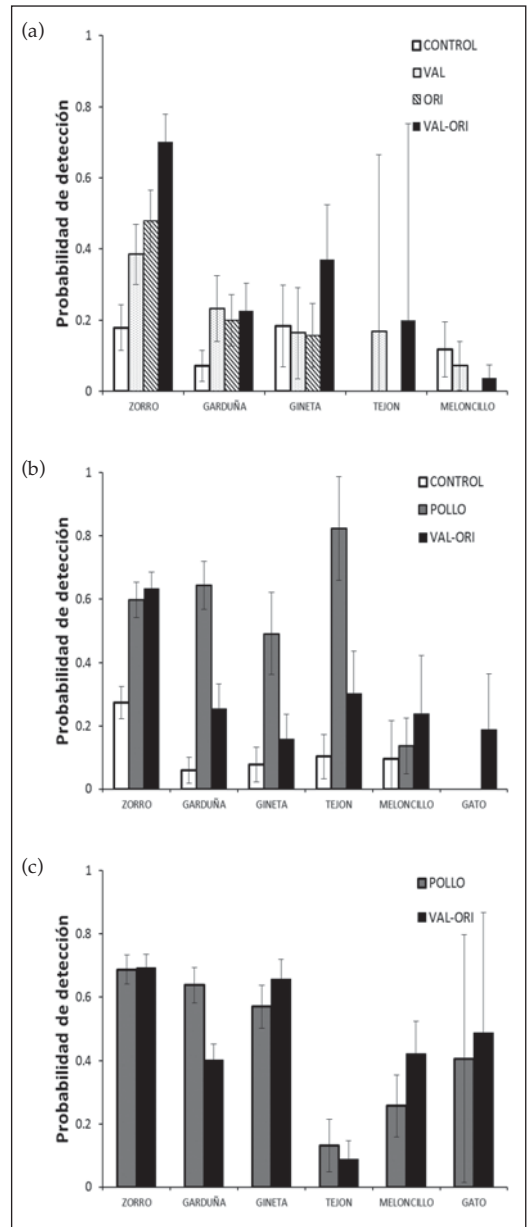 (a)
CONTROL
VAL
ORI
VAL-ORI
Probabilidad de detección
1
0.8
0.6
0.4
0.2
0
ZORRO GARDUÑA GINETA TEJON MELONCILLO
(b)
CONTROL
POLLO
VAL-ORI
Probabilidad de detección
1
0.8
0.6
0.4
0.2
0
ZORRO GARDUÑA GINETA TEJON MELONCILLO GATO
(c)
POLLO
VAL-ORI
Probabilidad de detección
1
0.8
0.6
0.4
0.2
0
ZORRO GARDUÑA GINETA TEJON MELONCILLO GATO